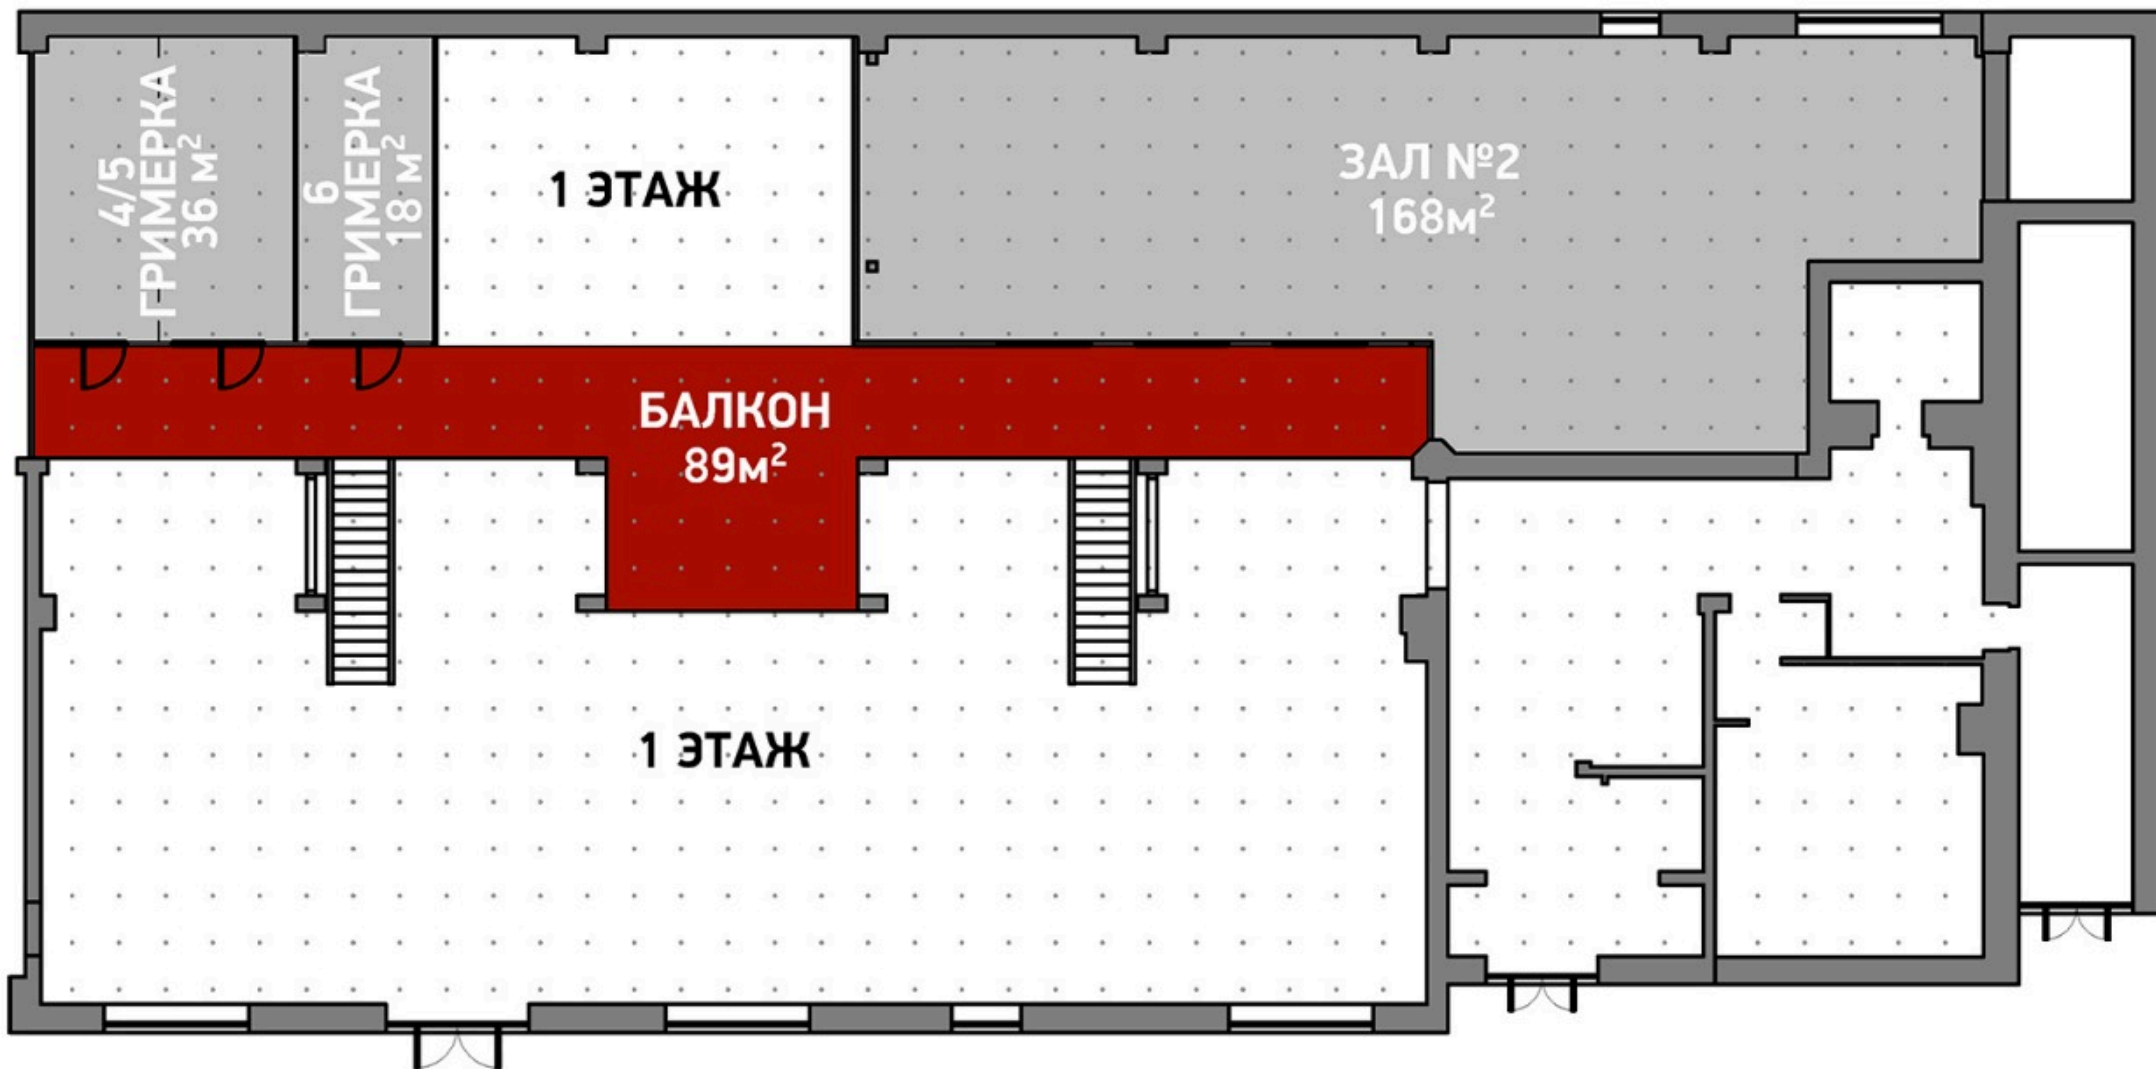 4/5
ГРИМЕРКА
36 м²
6
ГРИМЕРКА
18 м²
1 ЭТАЖ
ЗАЛ №2
168м²
БАЛКОН
89м²
1 ЭТАЖ